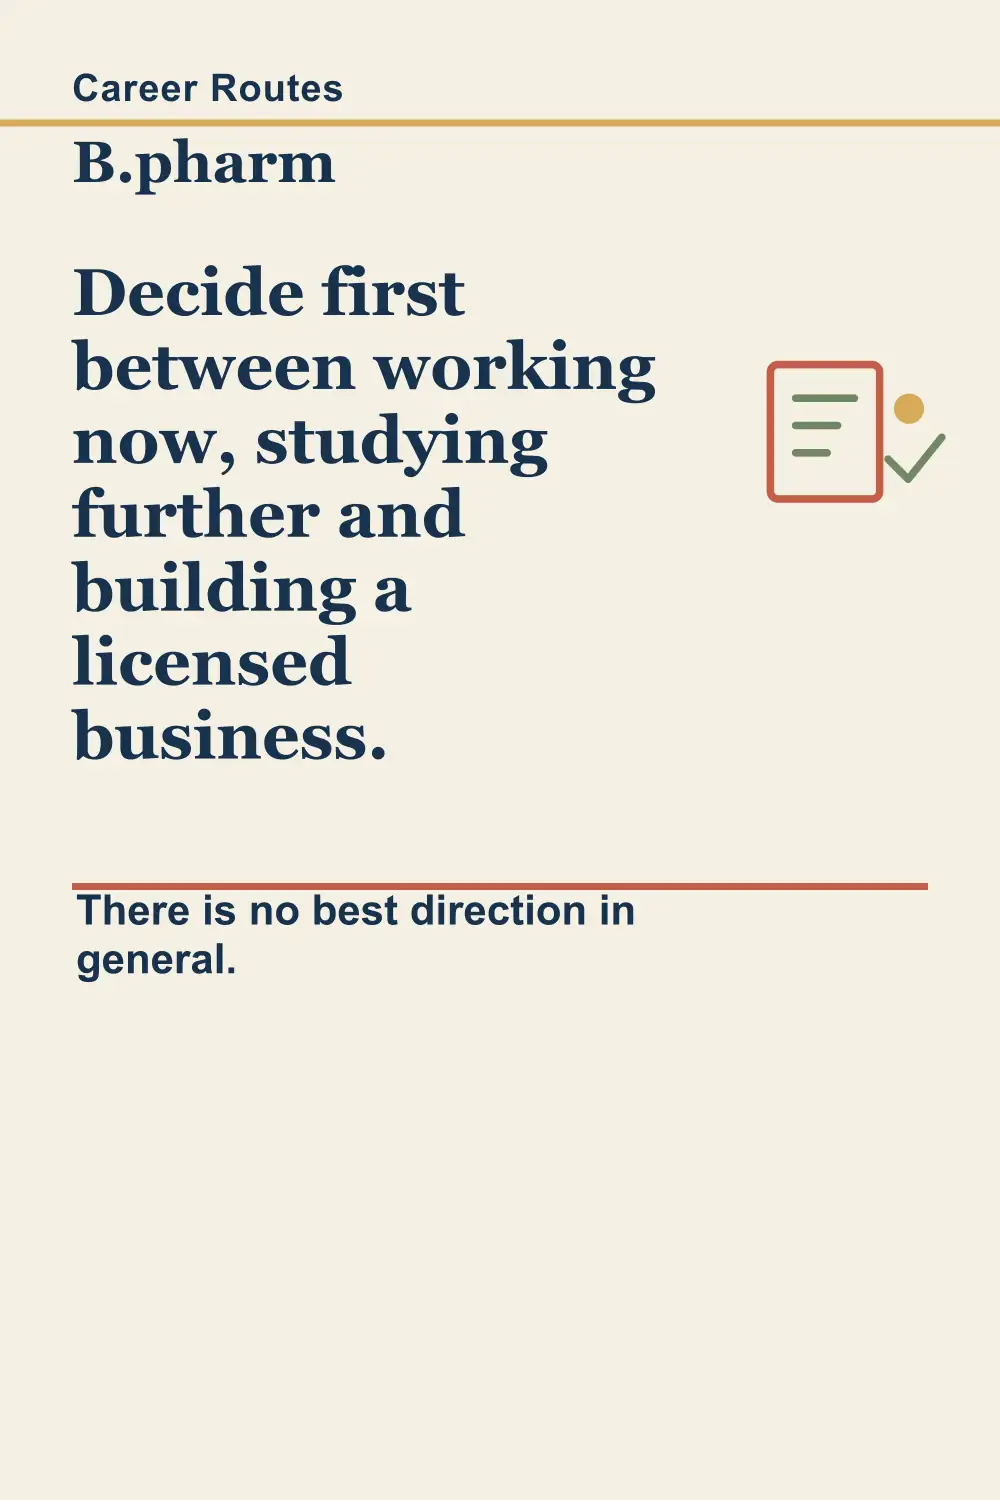 Career Routes
B.pharm
Decide first
between working
now, studying
further and
building a
licensed
business.
There is no best direction in
general.